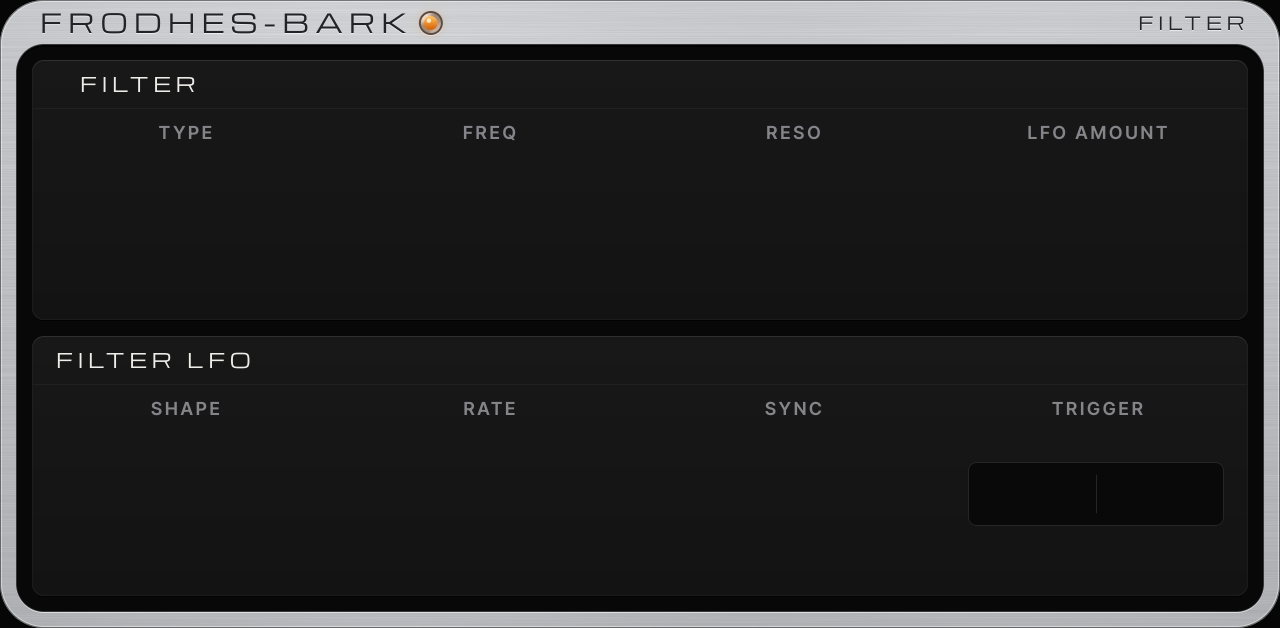 FRODHES-BARK FILTER
FILTER
TYPE FREQ RESO LFO AMOUNT
FILTER LFO
SHAPE RATE SYNC TRIGGER